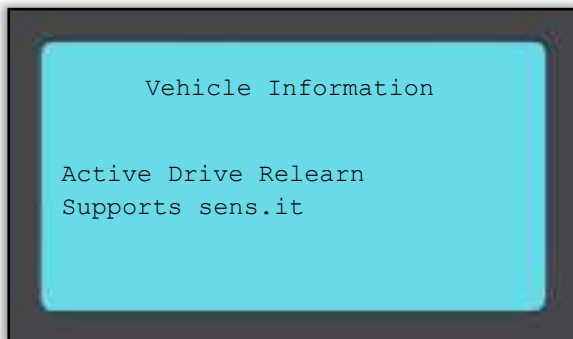 Vehicle Information
Active Drive Relearn
Supports sens.it